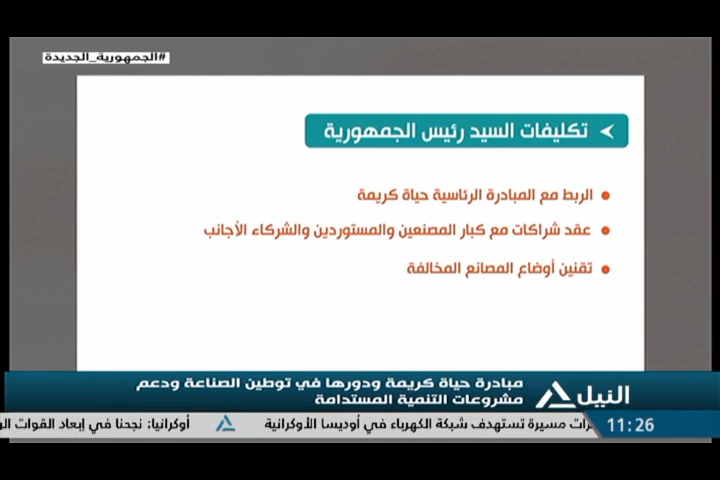 #الجمهورية_الجديدة
تكليفات السيد رئيس الجمهورية
الربط مع المبادرة الرئاسية حياة كريمة
عقد شراكات مع كبار المصنعين والمستوردين والشركاء الأجانب
تقنين أوضاع المصانع المخالفة
النيل
مبادرة حياة كريمة ودورها في توطين الصناعة ودعم
مشروعات التنمية المستدامة
11:26
مسيرة تستهدف شبكة الكهرباء في أوديسا الأوكرانية أوكرانيا: نجحنا في إبعاد القوات